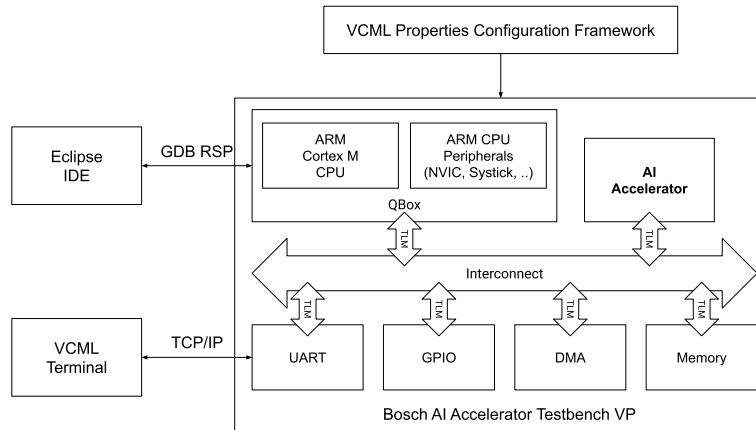 VCML Properties Configuration Framework
Eclipse
IDE
GDB RSP
ARM
Cortex M
CPU
ARM CPU
Peripherals
(NVIC, Systick, ..)
QBox
AI
Accelerator
TLM
TLM
Interconnect
TLM
TLM
TLM
TLM
VCML
Terminal
TCP/IP
UART
GPIO
DMA
Memory
Bosch AI Accelerator Testbench VP